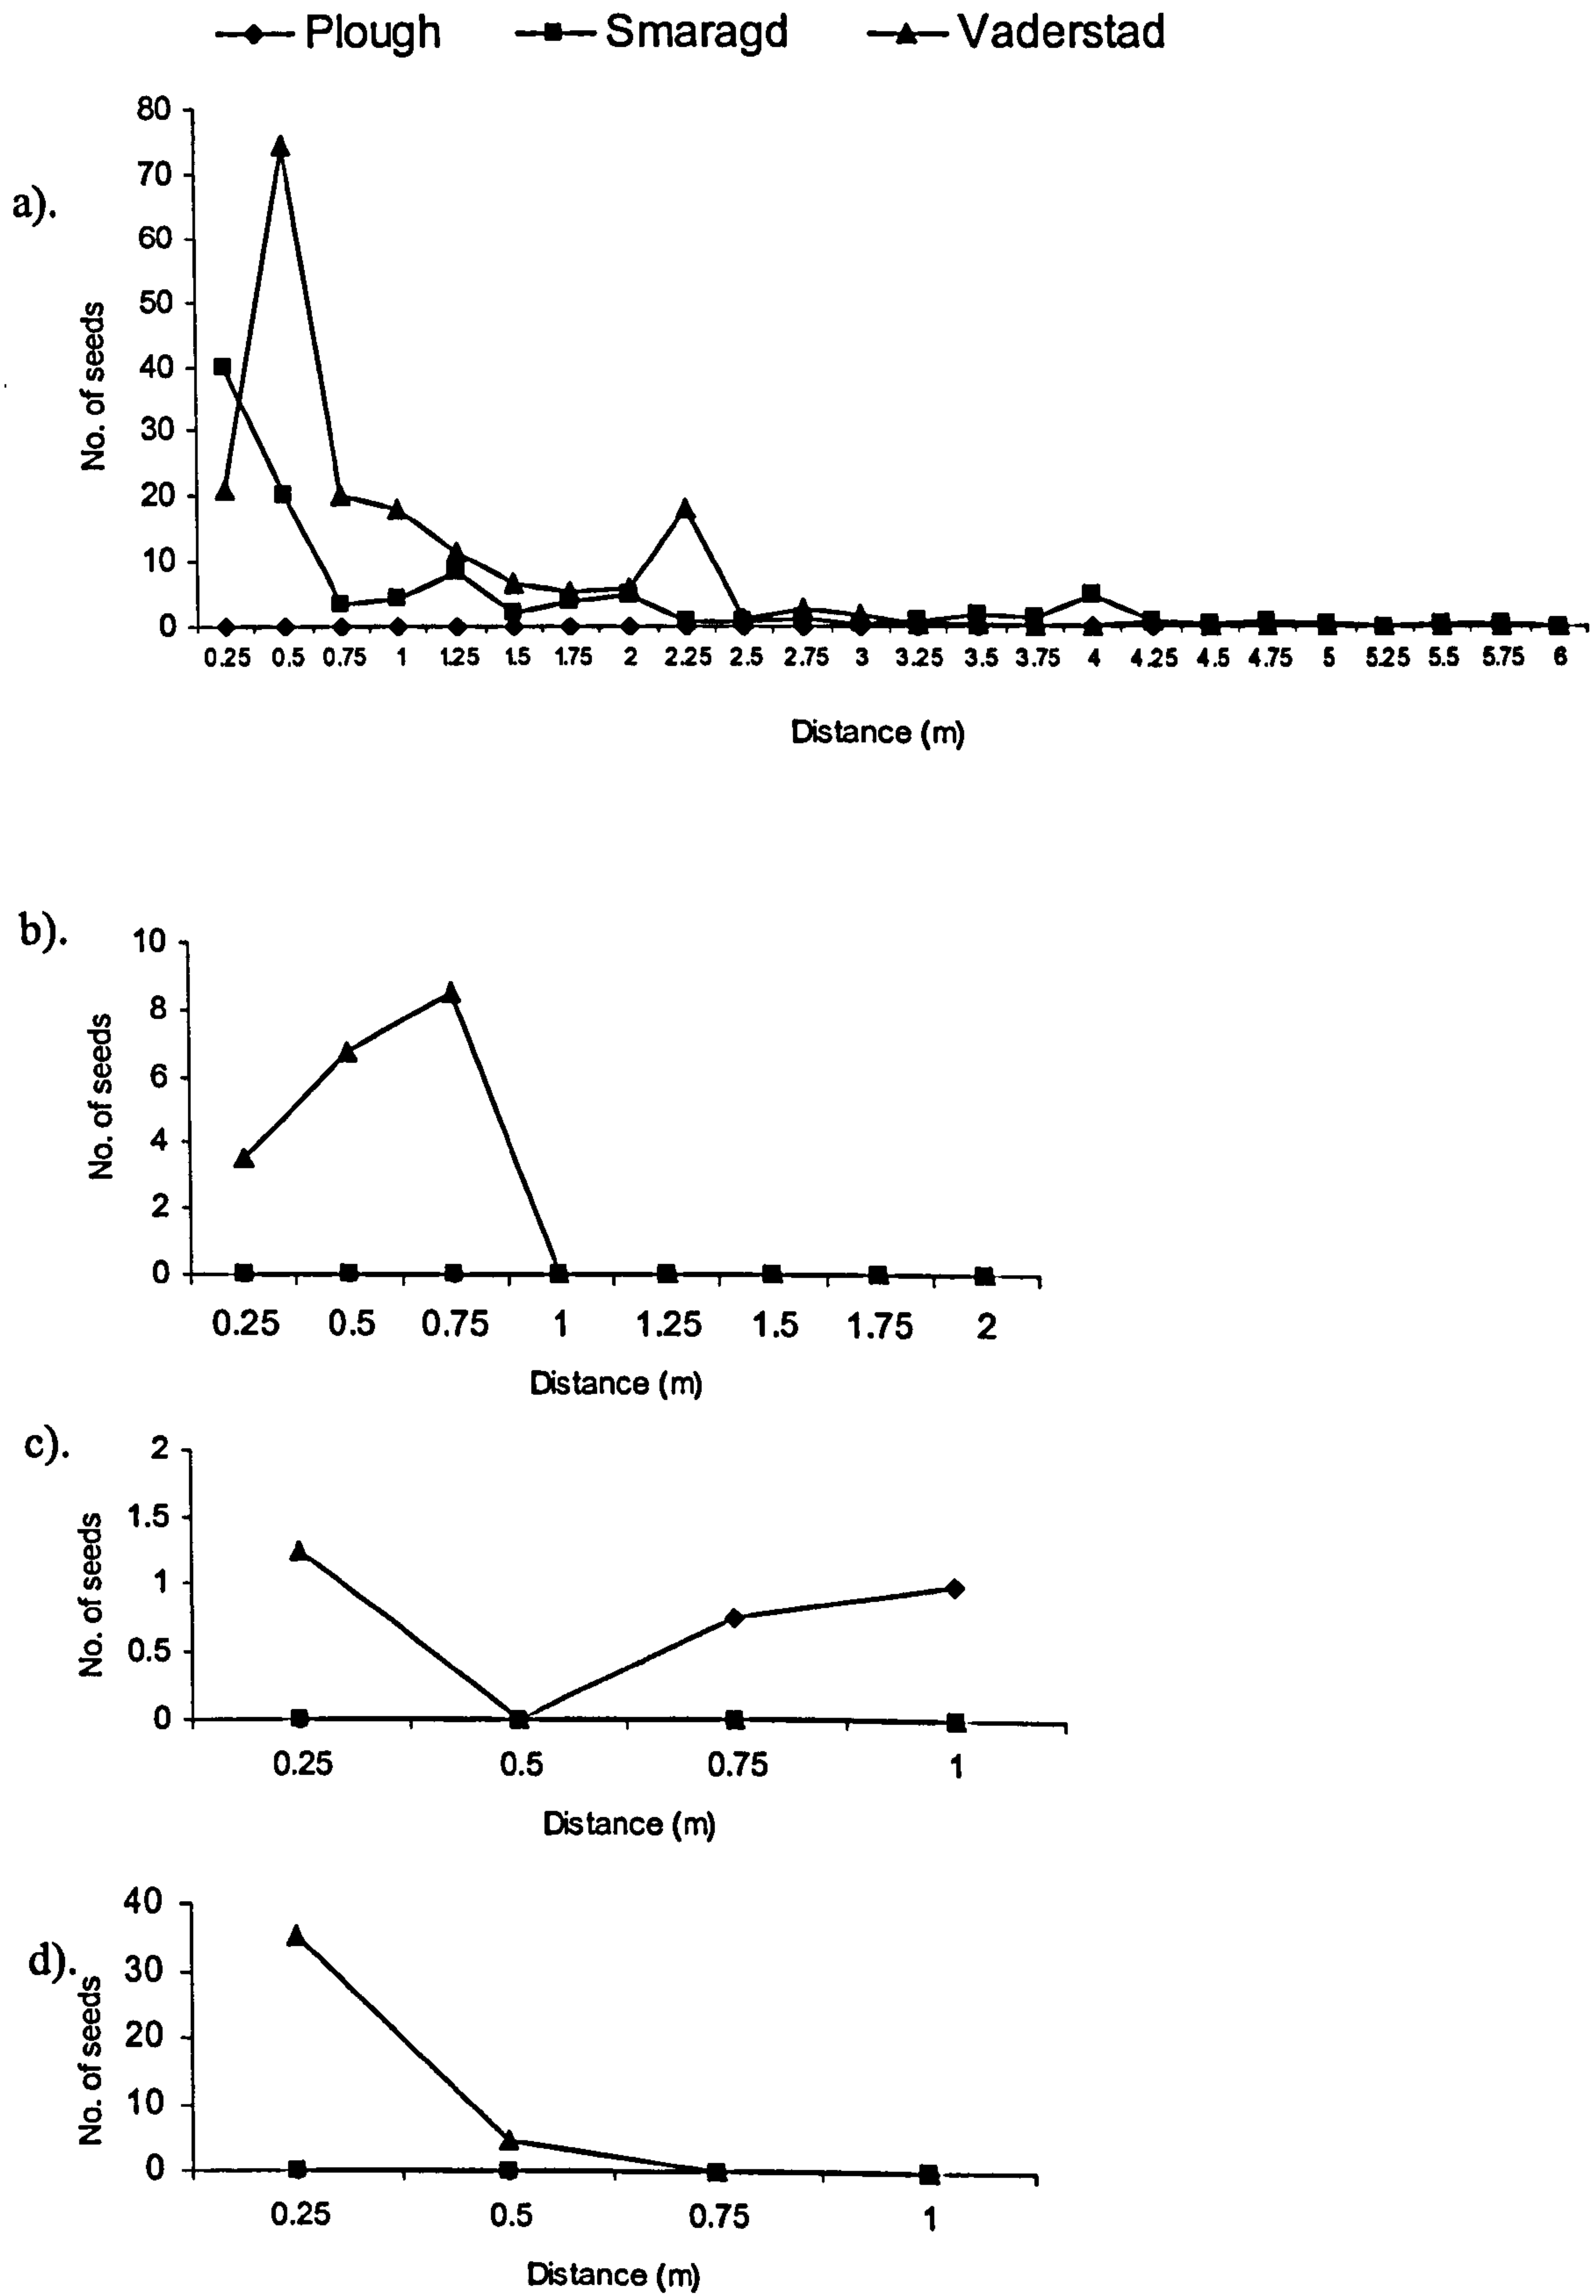 Plough Smaragd Vaderstad
a).
80
70
60
50
40
30
20
10
0
No. of seeds
0.25 0.5 0.75 1 1.25 1.5 1.75 2 2.25 2.5 2.75 3 3.25 3.5 3.75 4 4.25 4.5 4.75 5 5.25 5.5 5.75 6
Distance (m)
b).
10
8
6
4
2
0
No. of seeds
0.25 0.5 0.75 1 1.25 1.5 1.75 2
Distance (m)
c).
2
1.5
1
0.5
0
No. of seeds
0.25 0.5 0.75 1
Distance (m)
d).
40
30
20
10
0
No. of seeds
0.25 0.5 0.75 1
Distance (m)